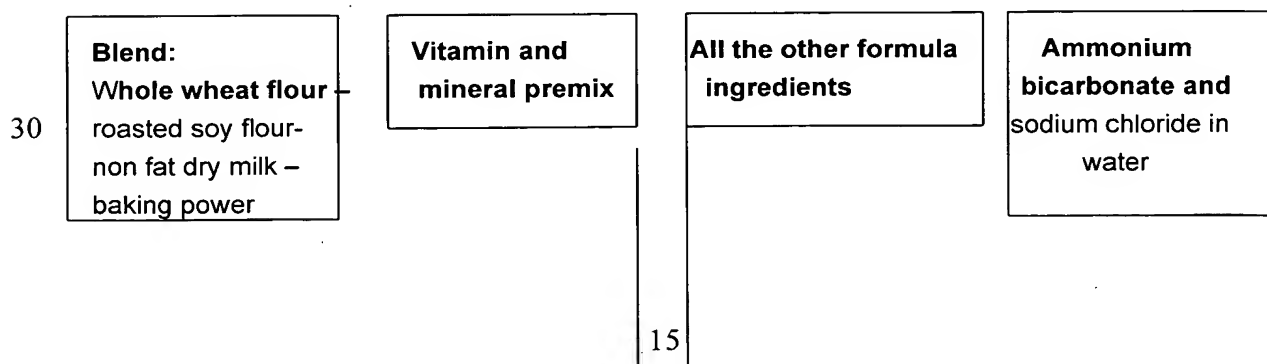 Blend:
Whole wheat flour –
roasted soy flour-
non fat dry milk –
baking power
Vitamin and
mineral premix
All the other formula
ingredients
Ammonium
bicarbonate and
sodium chloride in
water
30
15